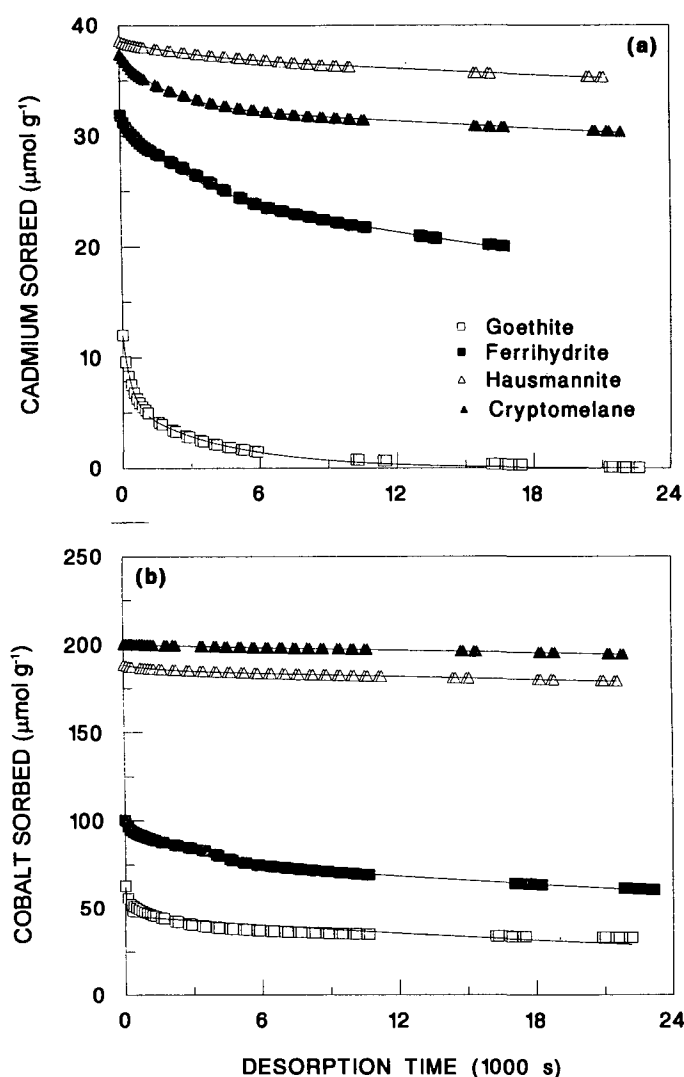 (a)
40
30
20
10
0
CADMIUM SORBED (μmol g⁻¹)
Goethite
Ferrihydrite
Hausmannite
Cryptomelane
0 6 12 18 24
(b)
250
200
150
100
50
0
COBALT SORBED (μmol g⁻¹)
0 6 12 18 24
DESORPTION TIME (1000 s)